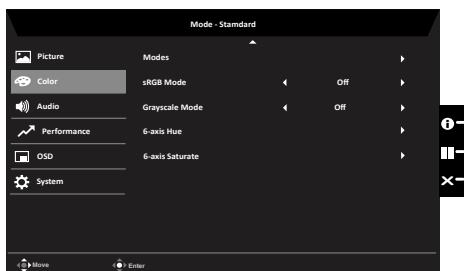 Mode - Stamdard
Picture
Modes
Color
sRGB Mode
Off
Audio
Grayscale Mode
Off
Performance
6-axis Hue
OSD
6-axis Saturate
System
Move
Enter